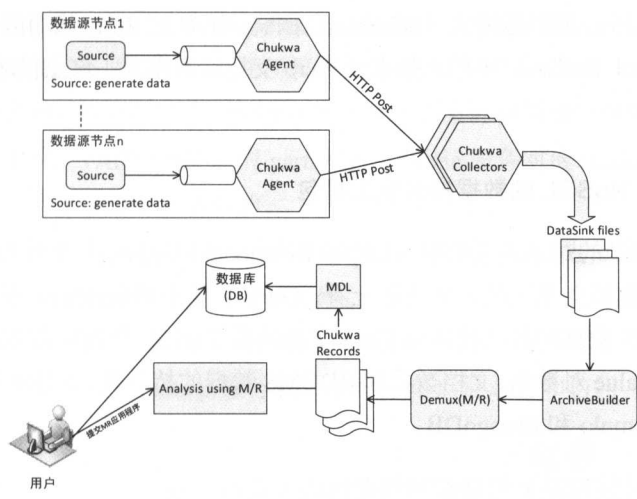 数据源节点1
Source
Chukwa
Agent
Source: generate data
HTTP Post
数据源节点n
Source
Chukwa
Agent
Source: generate data
HTTP Post
Chukwa
Collectors
DataSink files
数据库
(DB)
MDL
Chukwa
Records
Analysis using M/R
Demux(M/R)
ArchiveBuilder
提交MR应用程序
用户